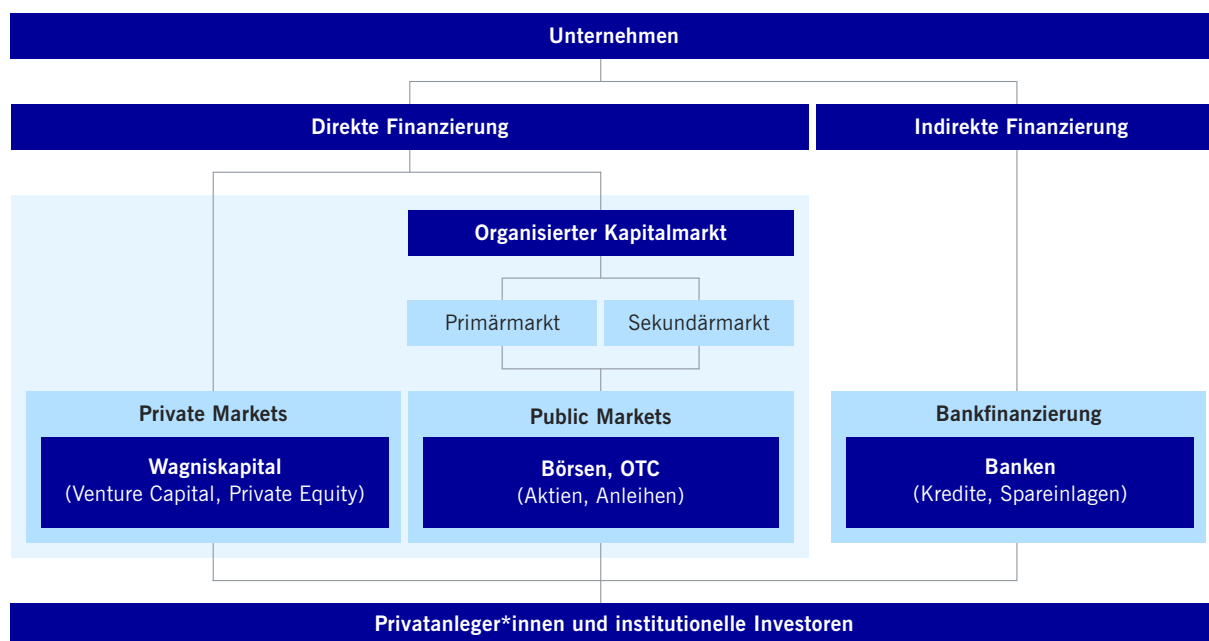 Unternehmen
Direkte Finanzierung
Indirekte Finanzierung
Organisierter Kapitalmarkt
Primärmarkt
Sekundärmarkt
Private Markets
Wagniskapital
(Venture Capital, Private Equity)
Public Markets
Börsen, OTC
(Aktien, Anleihen)
Bankfinanzierung
Banken
(Kredite, Spareinlagen)
Privatanleger*innen und institutionelle Investoren